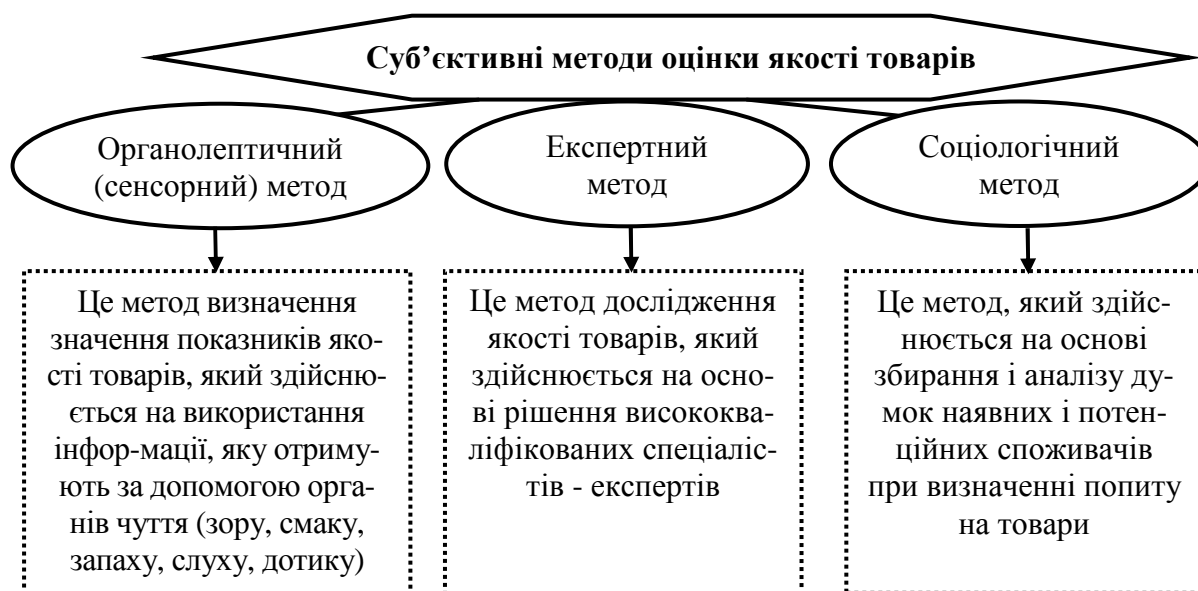 Суб’єктивні методи оцінки якості товарів
Органолептичний
(сенсорний) метод
Експертний
метод
Соціологічний
метод
Це метод визначення
значення показників яко-
сті товарів, який здійсню-
ється на використання
інфор-мації, яку отриму-
ють за допомогою орга-
нів чуття (зору, смаку,
запаху, слуху, дотику)
Це метод дослідження
якості товарів, який
здійснюється на осно-
ві рішення висококва-
ліфікованих спеціаліс-
тів - експертів
Це метод, який здійс-
нюється на основі
збирання і аналізу ду-
мок наявних і потен-
ційних споживачів
при визначенні попиту
на товари